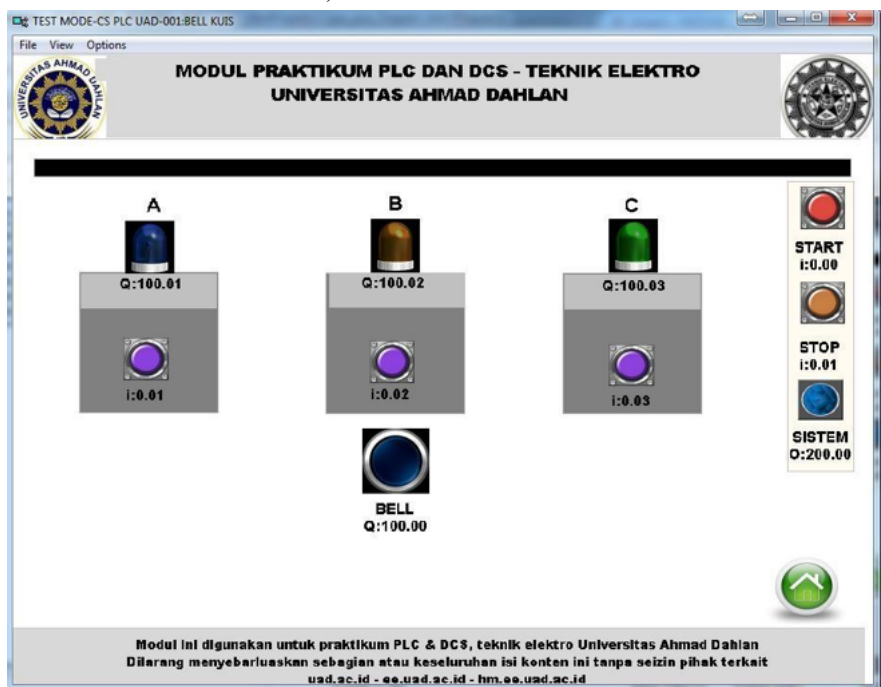 TEST MODE-CS PLC UAD-001:BELL KUIS
File View Options
MODUL PRAKTIKUM PLC DAN DCS - TEKNIK ELEKTRO
UNIVERSITAS AHMAD DAHLAN
UNIVERSITAS AHMAD DAHLAN
A
B
C
Q:100.01
Q:100.02
Q:100.03
i:0.01
i:0.02
i:0.03
START
i:0.00
STOP
i:0.01
SISTEM
O:200.00
BELL
Q:100.00
Modul ini digunakan untuk praktikum PLC & DCS, teknik elektro Universitas Ahmad Dahlan
Dilarang menyebarluaskan sebagian atau keseluruhan isi konten ini tanpa seizin pihak terkait
uad.ac.id - ee.uad.ac.id - hm.ee.uad.ac.id